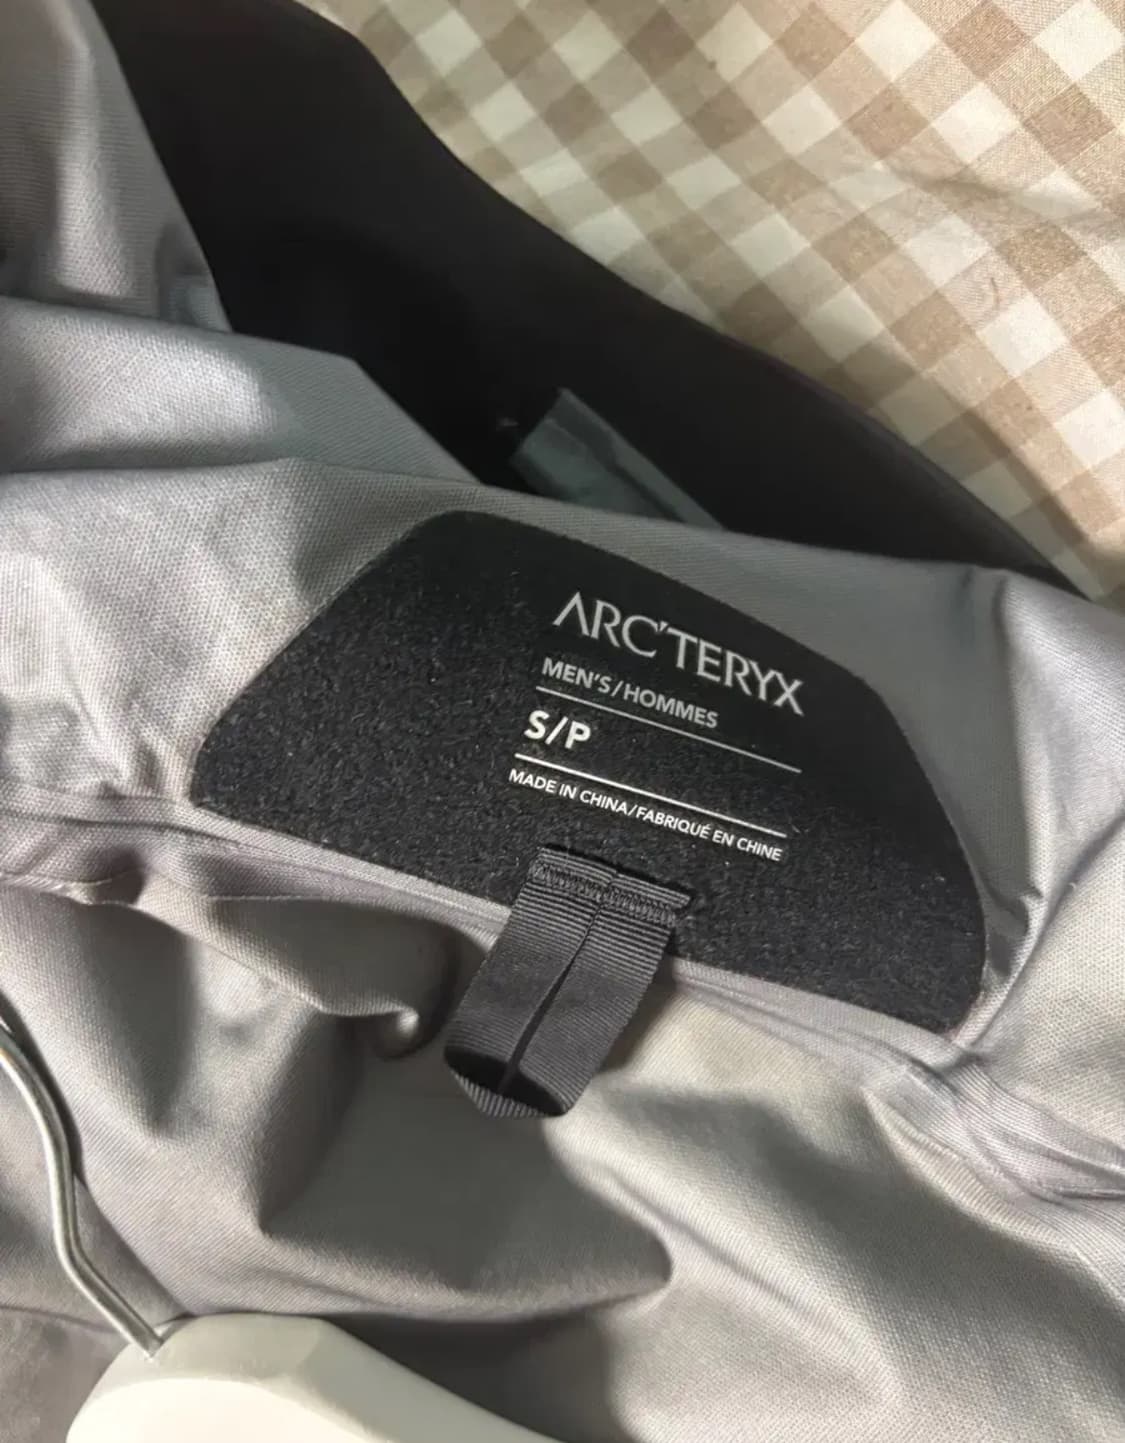 ARC'TERYX
MEN'S/HOMMES
S/P
MADE IN CHINA/FABRIQUÉ EN CHINE